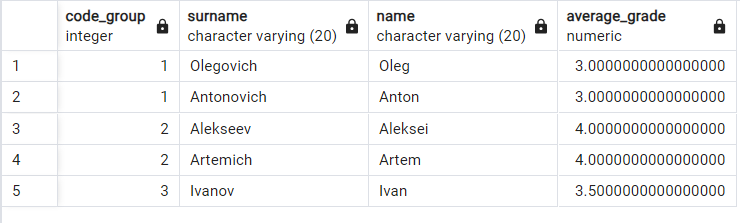 code_group surname name average_grade
integer character varying (20) character varying (20) numeric
1 1 Olegovich Oleg 3.0000000000000000
2 1 Antonovich Anton 3.0000000000000000
3 2 Alekseev Aleksei 4.0000000000000000
4 2 Artemich Artem 4.0000000000000000
5 3 Ivanov Ivan 3.5000000000000000